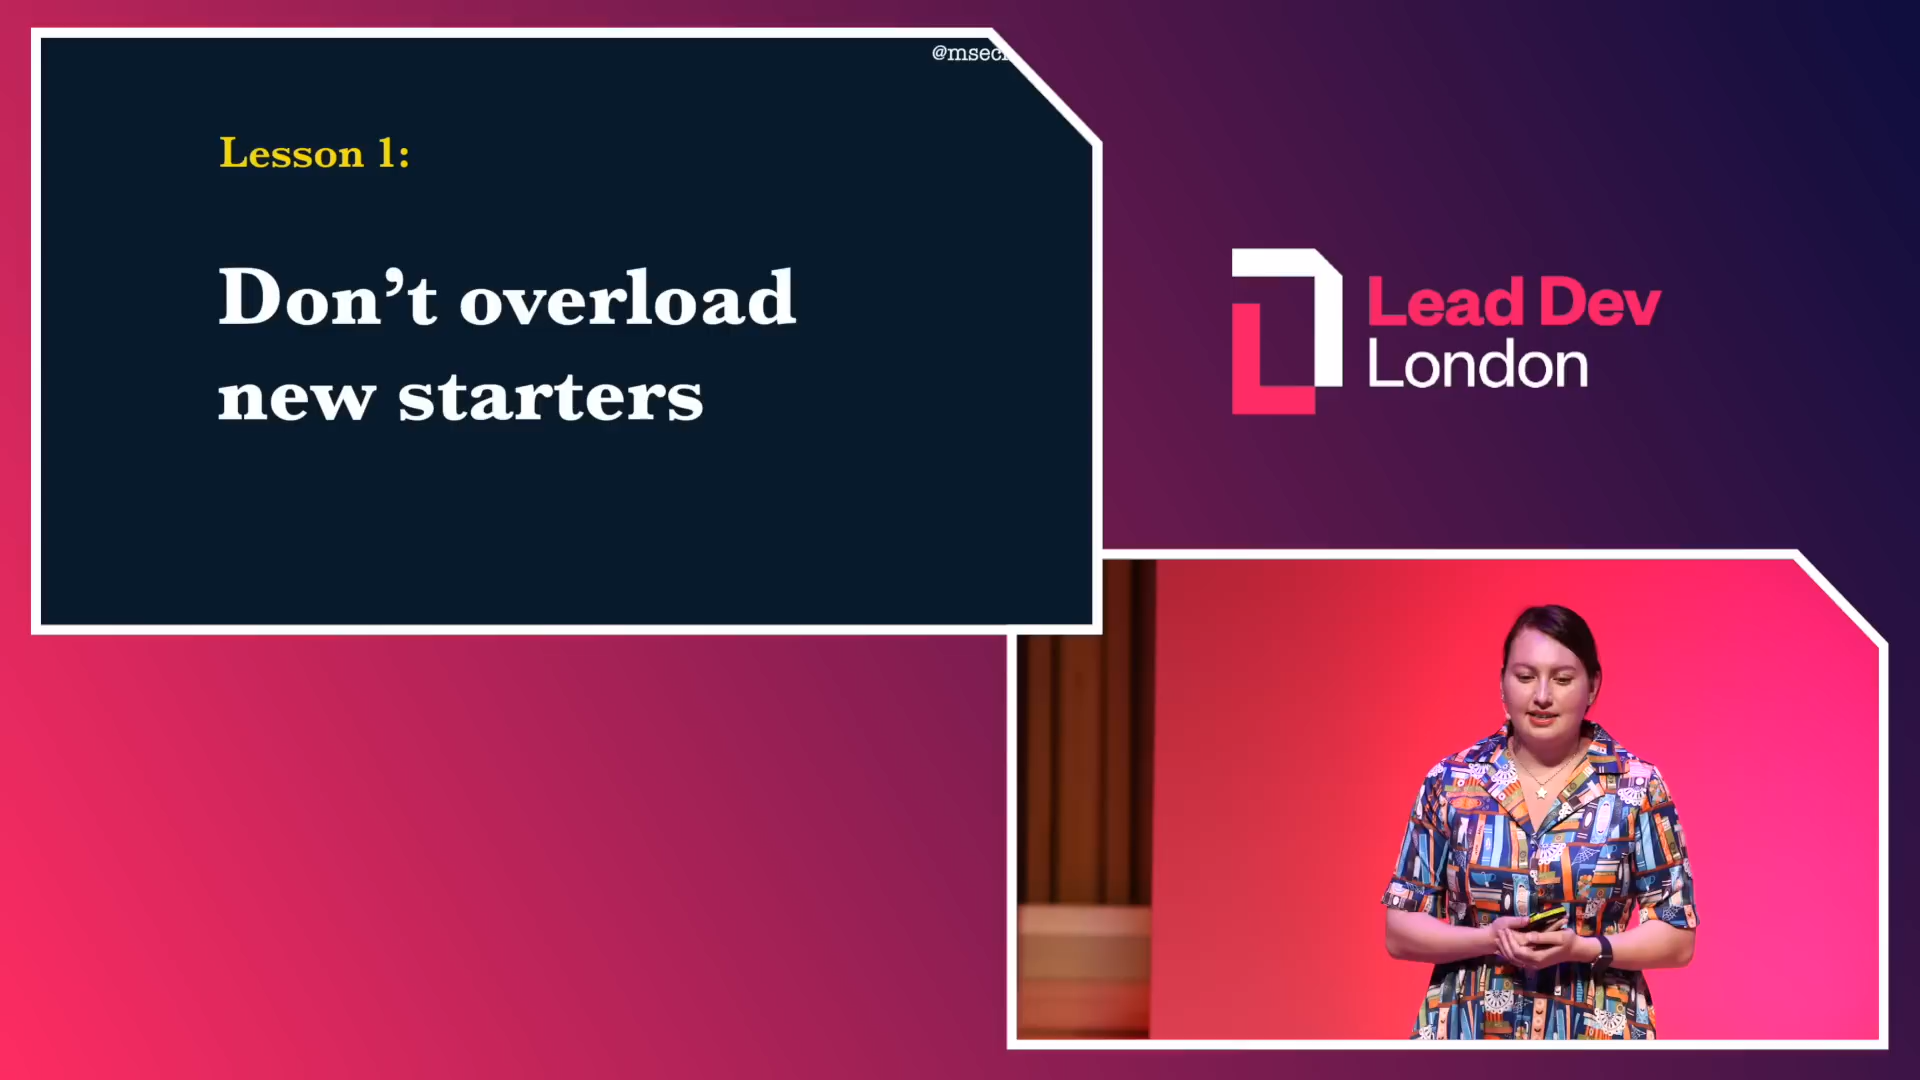 Lesson 1:
Don’t overload
new starters
Lead Dev
London